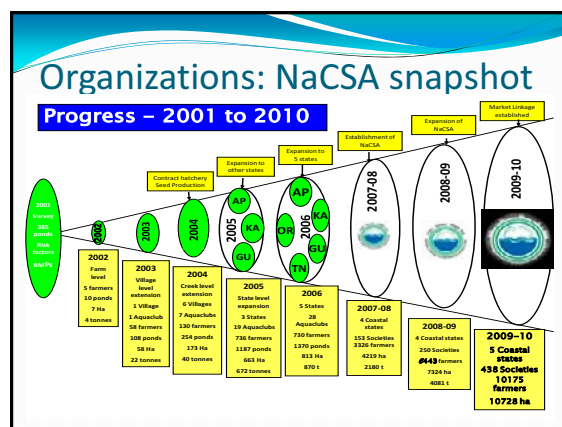 Organizations: NaCSA snapshot
Progress – 2001 to 2010
Contract hatchery
Seed Production
Expansion to
other states
Expansion to
5 states
Establishment of
NaCSA
Expansion of
NaCSA
Market Linkage
established
2001
Survey
365
ponds
Risk
factors
BMPs
2002
2003
2004
2005
AP
KA
GU
2006
AP
OR
KA
GU
TN
2007-08
2008-09
2009-10
2002
Farm
level
5 farmers
10 ponds
7 Ha
4 tonnes
2003
Village
level
extension
1 Village
1 Aquaclub
58 farmers
108 ponds
58 Ha
22 tonnes
2004
Creek level
extension
6 Villages
7 Aquaclubs
130 farmers
254 ponds
173 Ha
40 tonnes
2005
State level
expansion
3 States
19 Aquaclubs
736 farmers
1187 ponds
663 Ha
672 tonnes
2006
5 States
28
Aquaclubs
730 farmers
1370 ponds
813 Ha
870 t
2007-08
4 Coastal
states
153 Societies
3326 farmers
4219 ha
2180 t
2008-09
4 Coastal states
250 Societies
farmers
7324 ha
4081 t
2009–10
5 Coastal
states
438 Societies
10175
farmers
10728 ha